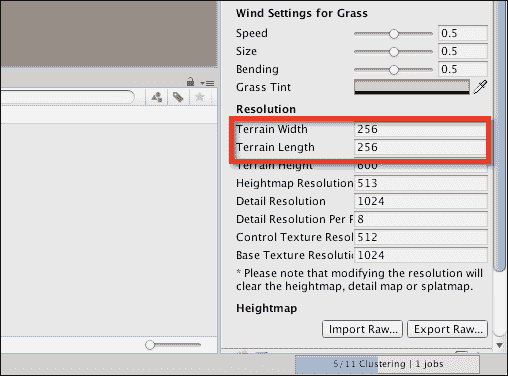 Wind Settings for Grass
Speed 0.5
Size 0.5
Bending 0.5
Grass Tint
Resolution
Terrain Width 256
Terrain Length 256
Terrain Height 600
Heightmap Resolution 513
Detail Resolution 1024
Detail Resolution Per P 8
Control Texture Resol 512
Base Texture Resolutio 1024
* Please note that modifying the resolution will
clear the heightmap, detail map or splatmap.
Heightmap
Import Raw... Export Raw...
5/11 Clustering | 1 jobs